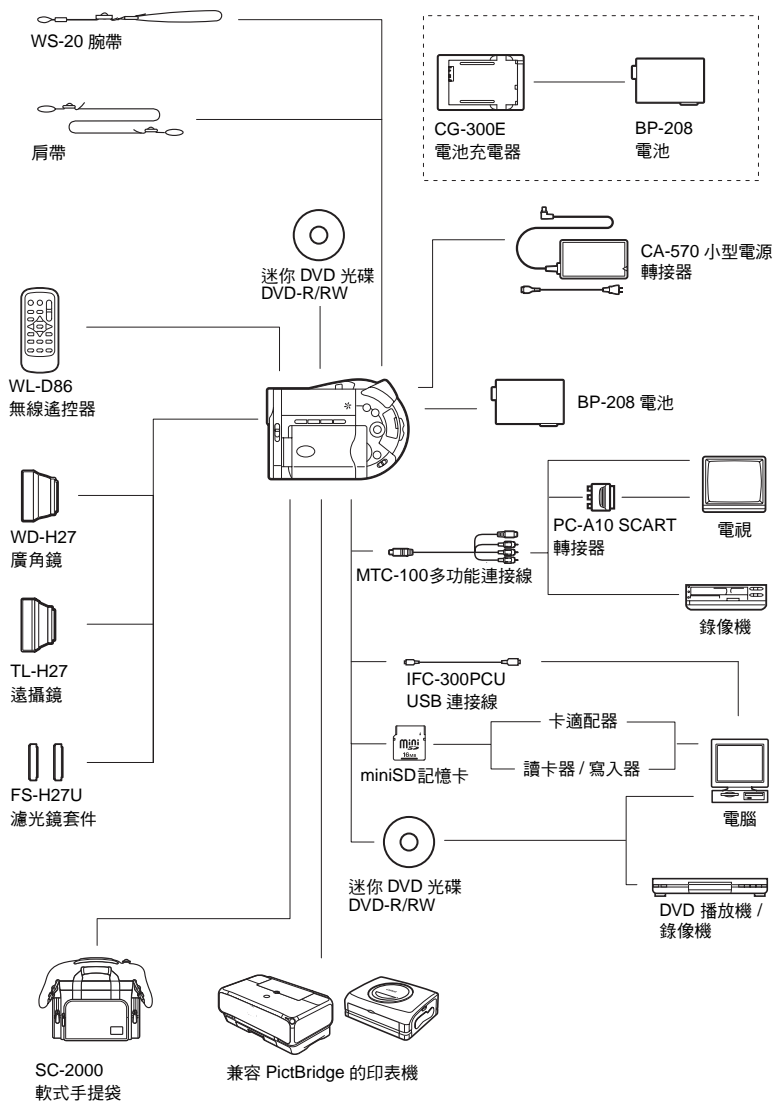 WS-20 腕帶
肩帶
CG-300E
電池充電器
BP-208
電池
迷你 DVD 光碟
DVD-R/RW
CA-570 小型電源
轉接器
WL-D86
無線遙控器
BP-208 電池
WD-H27
廣角鏡
PC-A10 SCART
轉接器
電視
MTC-100多功能連接線
錄像機
TL-H27
遠攝鏡
IFC-300PCU
USB 連接線
卡適配器
mini
16MB
miniSD記憶卡
讀卡器 / 寫入器
電腦
FS-H27U
濾光鏡套件
迷你 DVD 光碟
DVD-R/RW
DVD 播放機 /
錄像機
SC-2000
軟式手提袋
兼容 PictBridge 的印表機